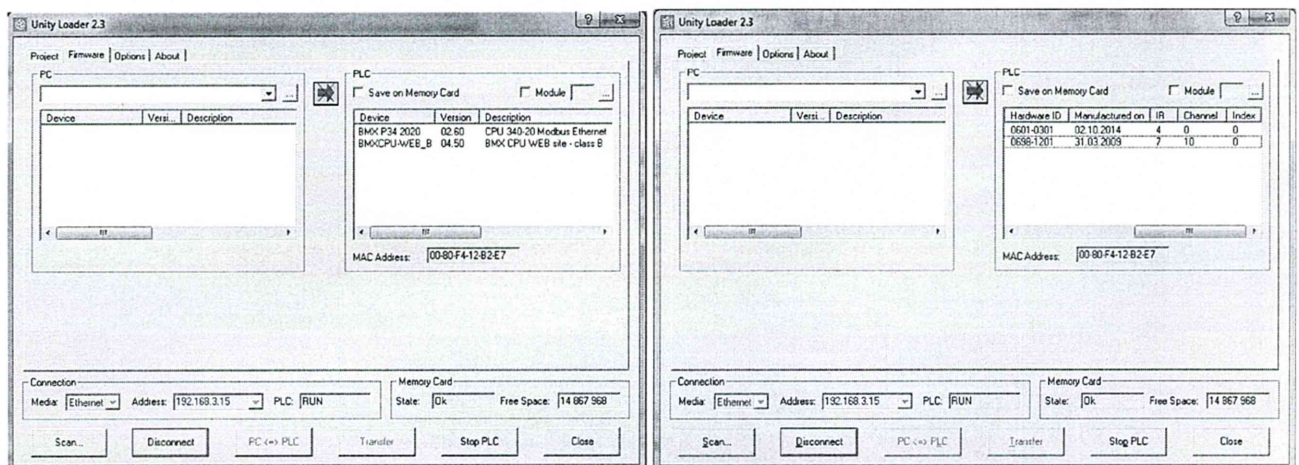 Unity Loader 2.3
Project Firmware Options About
PC PLC
Save on Memory Card Module ...
Device Versi... Description Device Version Description
BMX P34 2020 02.60 CPU 340-20 Modbus Ethernet
BMXCPU-WEB_B 04.50 BMX CPU WEB site - class B
MAC Address: 00-80-F4-12-B2-E7
Connection Memory Card
Media: Ethernet Address: 192.168.3.15 PLC: RUN State: Ok Free Space: 14 867 968
Scan... Disconnect PC <=> PLC Transfer Stop PLC Close
Unity Loader 2.3
Project Firmware Options About
PC PLC
Save on Memory Card Module ...
Device Versi... Description Hardware ID Manufactured on IR Channel Index
0601-0301 02.10.2014 4 0 0
0698-1201 31.03.2009 7 10 0
MAC Address: 00-80-F4-12-B2-E7
Connection Memory Card
Media: Ethernet Address: 192.168.3.15 PLC: RUN State: Ok Free Space: 14 867 968
Scan... Disconnect PC <=> PLC Transfer Stop PLC Close